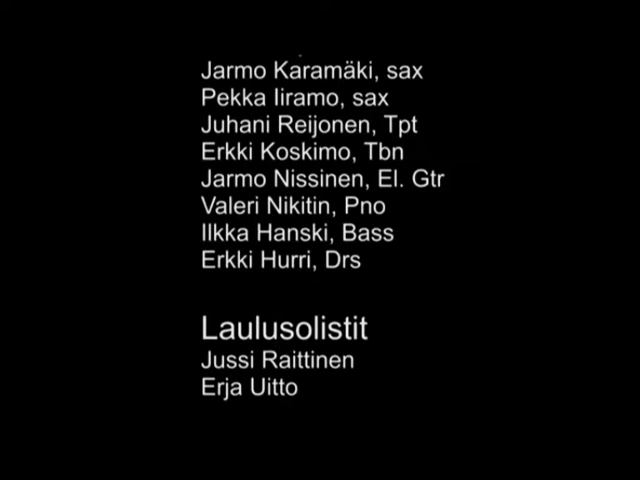 Jarmo Karamäki, sax
Pekka Iiramo, sax
Juhani Reijonen, Tpt
Erkki Koskimo, Tbn
Jarmo Nissinen, El. Gtr
Valeri Nikitin, Pno
Ilkka Hanski, Bass
Erkki Hurri, Drs
Laulusolistit
Jussi Raittinen
Erja Uitto